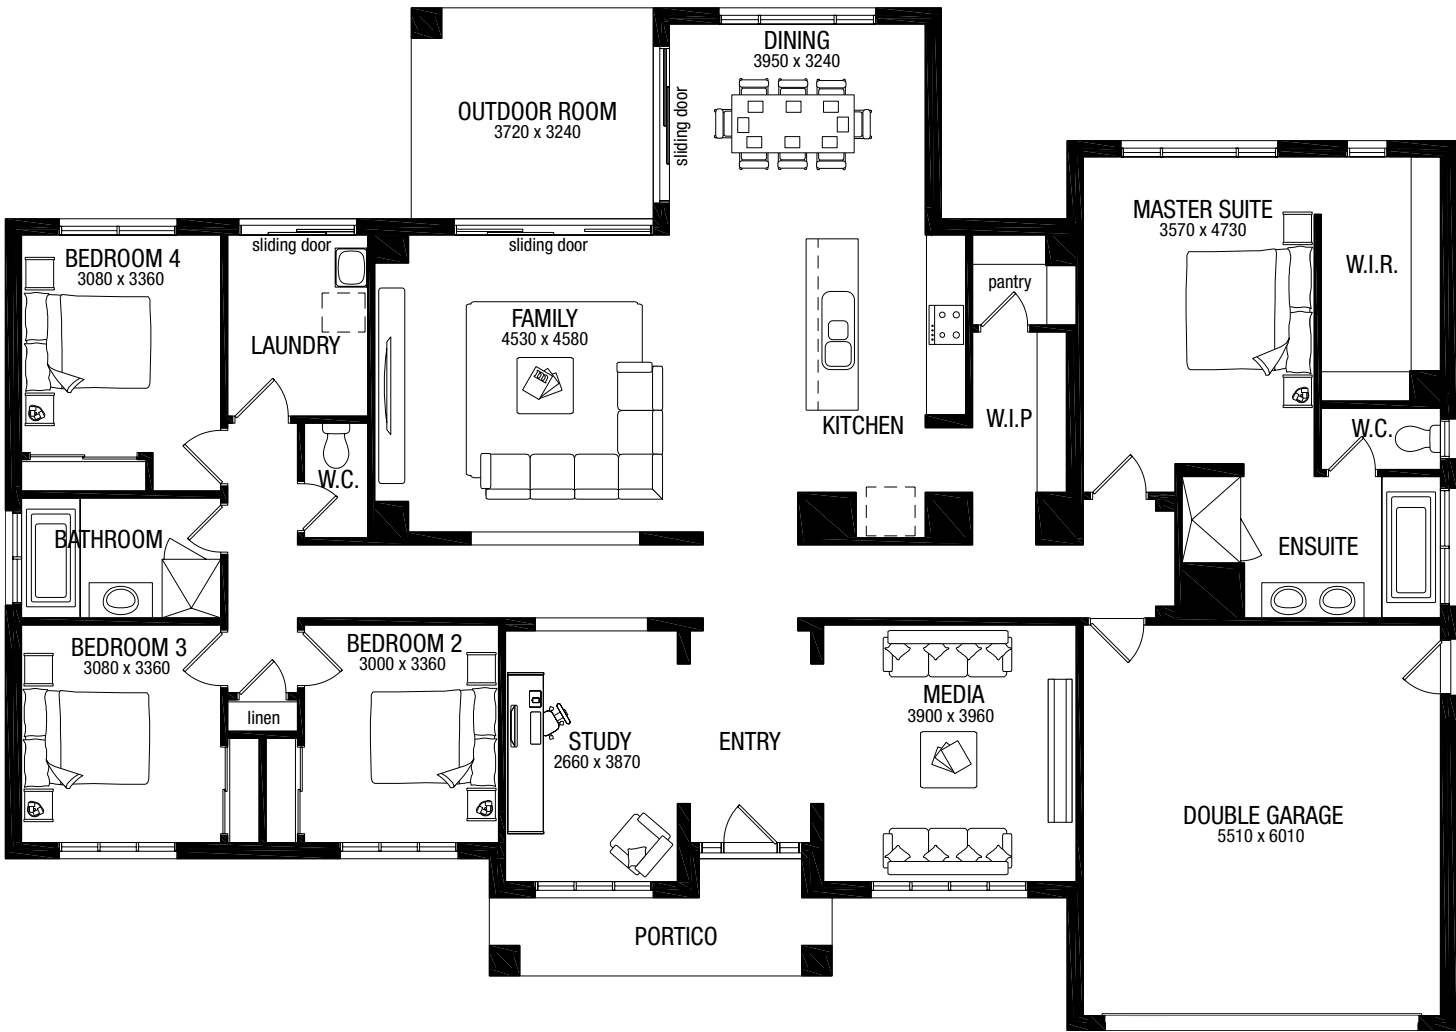 DINING
3950 x 3240
OUTDOOR ROOM
3720 x 3240
sliding door
MASTER SUITE
3570 x 4730
W.I.R.
BEDROOM 4
3080 x 3360
sliding door
sliding door
pantry
FAMILY
4530 x 4580
LAUNDRY
KITCHEN
W.I.P
W.C.
W.C.
BATHROOM
ENSUITE
BEDROOM 3
3080 x 3360
BEDROOM 2
3000 x 3360
linen
STUDY
2660 x 3870
ENTRY
MEDIA
3900 x 3960
DOUBLE GARAGE
5510 x 6010
PORTICO